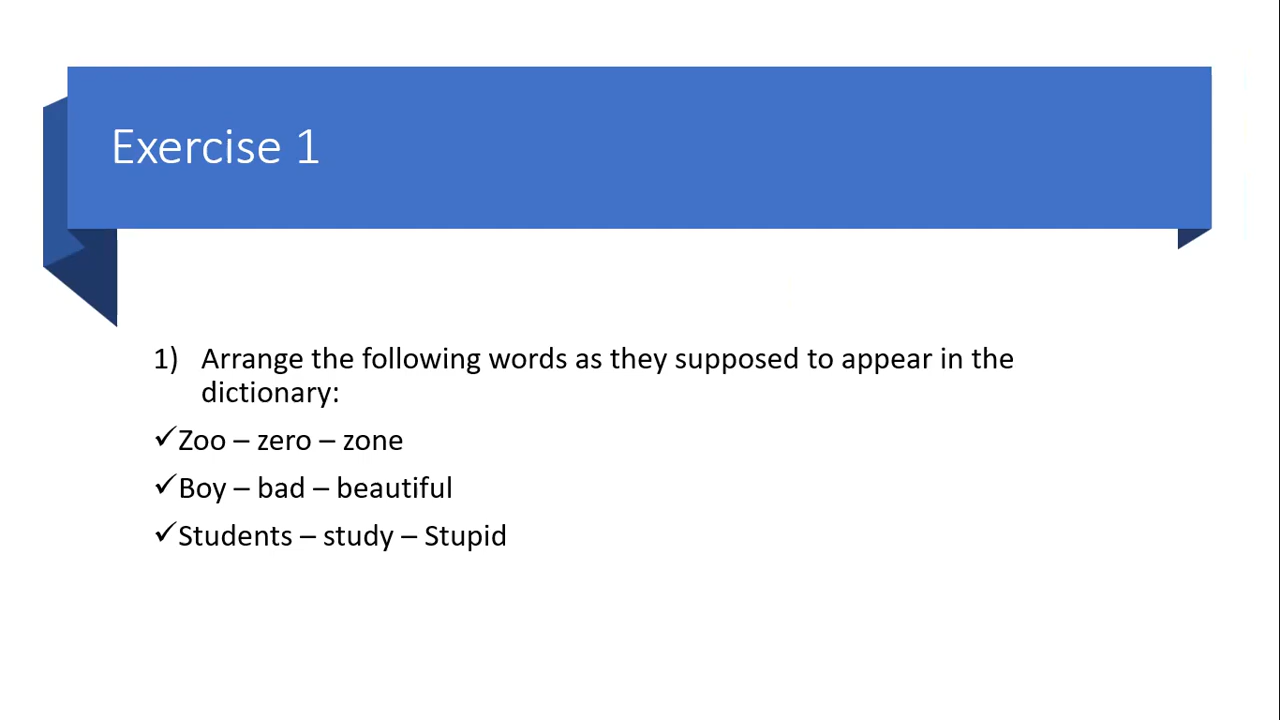 Exercise 1
1) Arrange the following words as they supposed to appear in the
dictionary:
✓Zoo – zero – zone
✓Boy – bad – beautiful
✓Students – study – Stupid